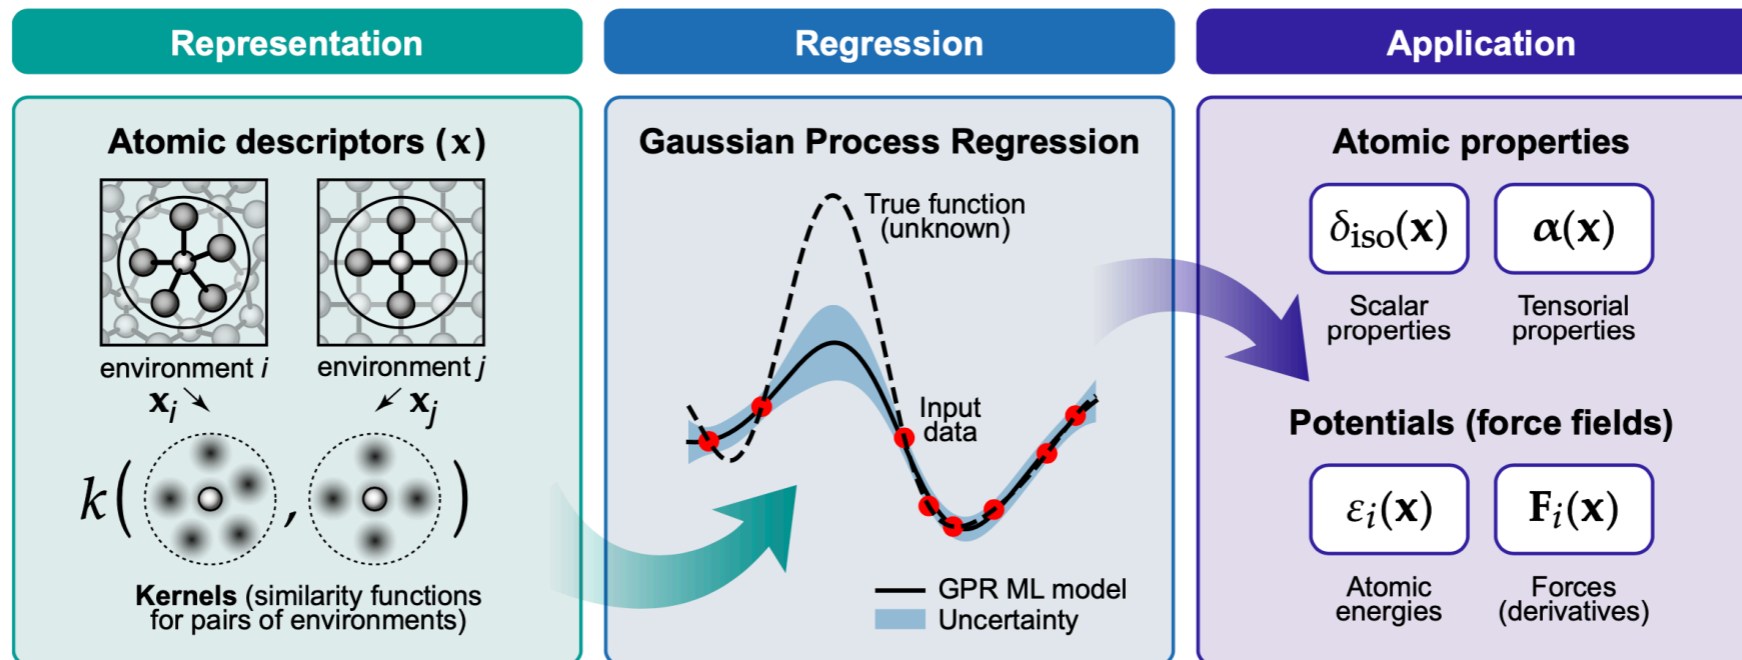 Representation
Atomic descriptors (x)
environment i
environment j
x_i
x_j
k( , )
Kernels (similarity functions
for pairs of environments)
Regression
Gaussian Process Regression
True function
(unknown)
Input
data
GPR ML model
Uncertainty
Application
Atomic properties
δ_iso(x)
α(x)
Scalar
properties
Tensorial
properties
Potentials (force fields)
ε_i(x)
F_i(x)
Atomic
energies
Forces
(derivatives)